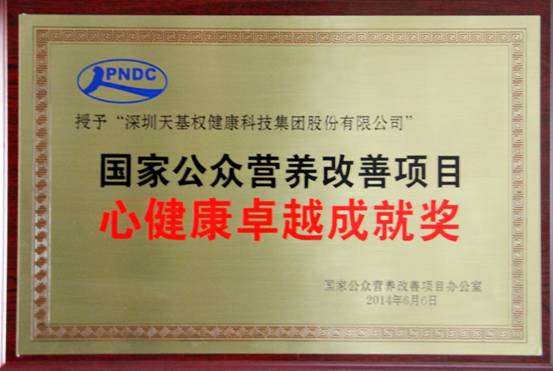 PNDC
授予“深圳天基权健康科技集团股份有限公司”
国家公众营养改善项目
心健康卓越成就奖
国家公众营养改善项目办公室
2014年6月6日